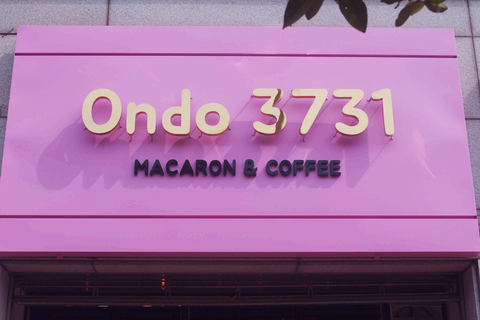 Ondo 3731
MACARON & COFFEE